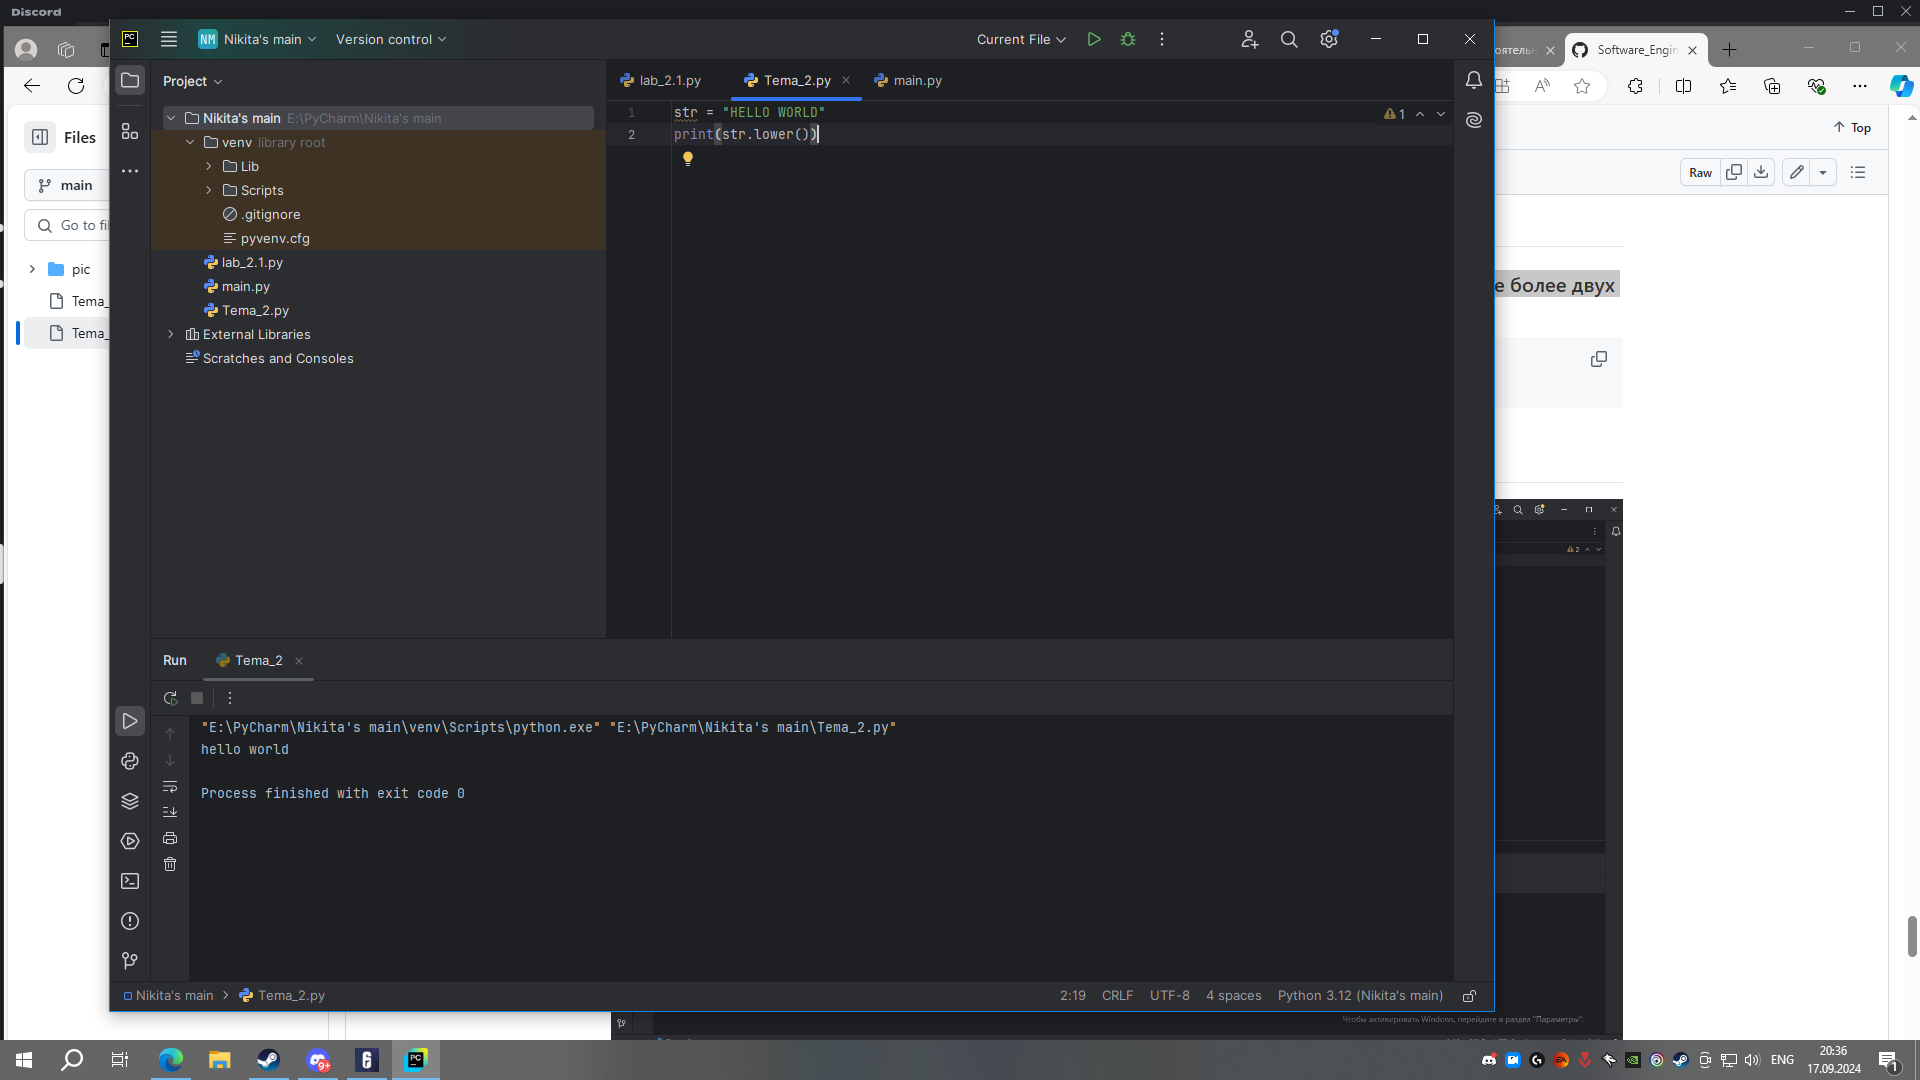 Discord
NM Nikita's main
Version control
Current File
оятельн
Software_Engin
Project
lab_2.1.py
Tema_2.py
main.py
Files
Nikita's main E:\PyCharm\Nikita's main
1 str = "HELLO WORLD"
1
Top
2 print(str.lower())
venv library root
Lib
Raw
main
Scripts
.gitignore
Go to fi
pyvenv.cfg
lab_2.1.py
pic
main.py
е более двух
Tema_
Tema_2.py
Tema_
External Libraries
Scratches and Consoles
2
Run
Tema_2
"E:\PyCharm\Nikita's main\venv\Scripts\python.exe" "E:\PyCharm\Nikita's main\Tema_2.py"
hello world
Process finished with exit code 0
Nikita's main > Tema_2.py
2:19
CRLF
UTF-8
4 spaces
Python 3.12 (Nikita's main)
Чтобы активировать Windows, перейдите в раздел "Параметры".
9+
PC
ENG
20:36
17.09.2024
1